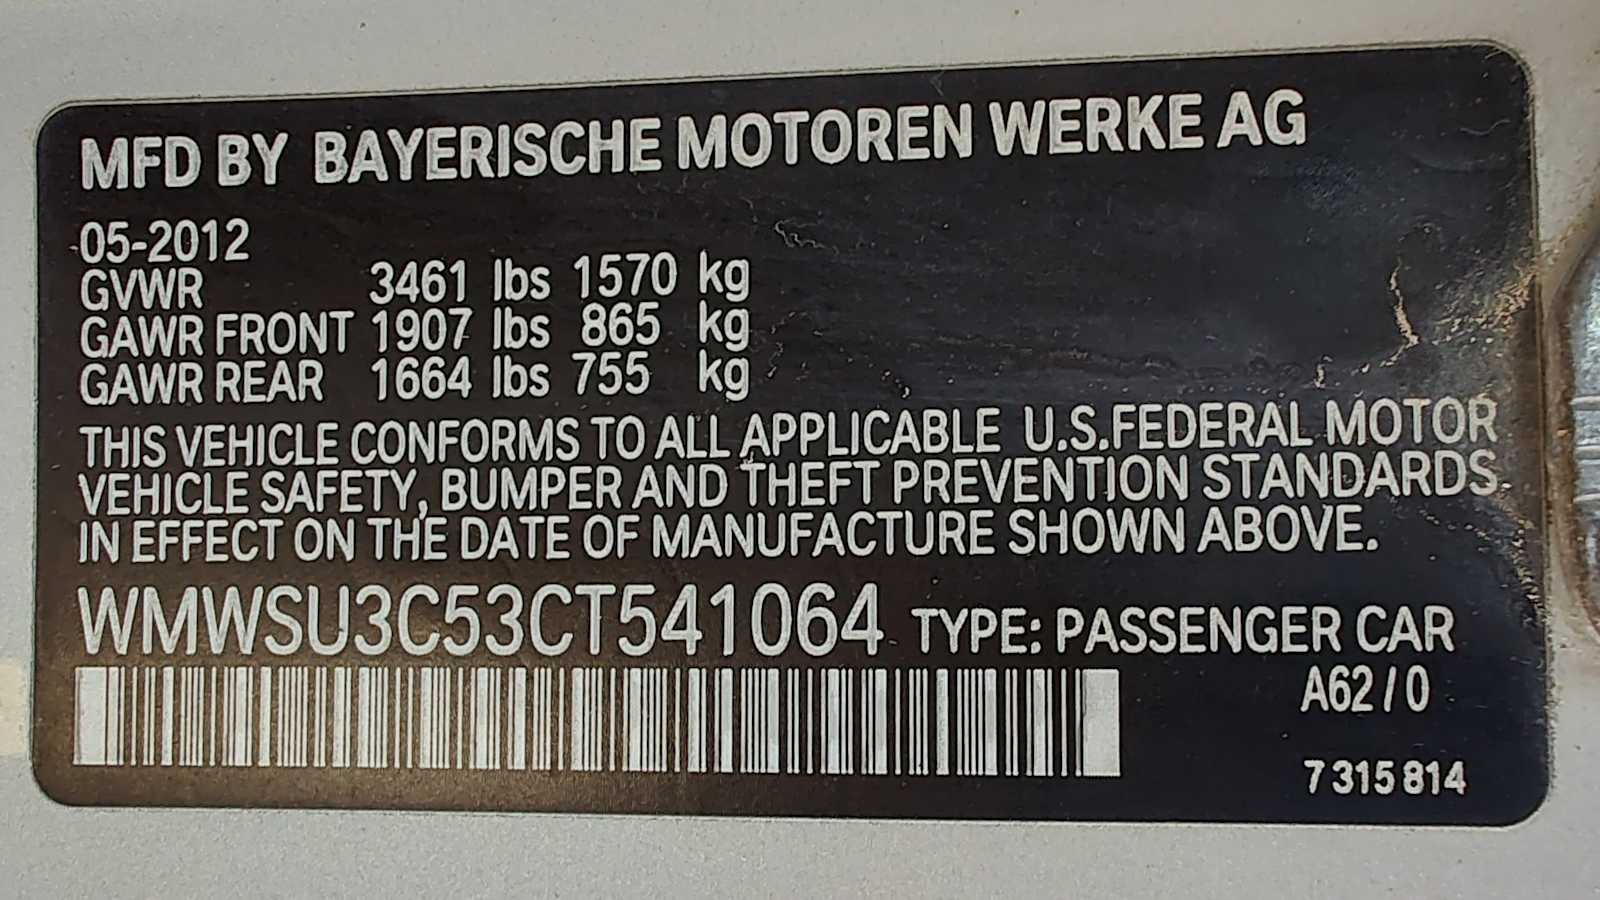 MFD BY BAYERISCHE MOTOREN WERKE AG
05-2012
GVWR 3461 lbs 1570 kg
GAWR FRONT 1907 lbs 865 kg
GAWR REAR 1664 lbs 755 kg
THIS VEHICLE CONFORMS TO ALL APPLICABLE U.S.FEDERAL MOTOR
VEHICLE SAFETY, BUMPER AND THEFT PREVENTION STANDARDS
IN EFFECT ON THE DATE OF MANUFACTURE SHOWN ABOVE.
WMWSU3C53CT541064 TYPE: PASSENGER CAR
A62 / 0
7 315 814